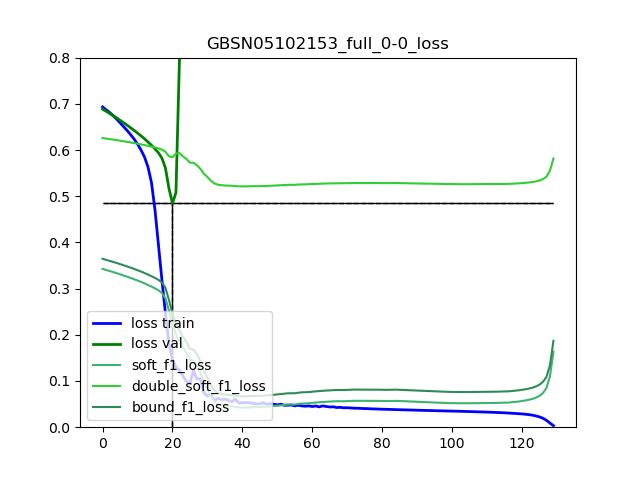 GBSN05102153_full_0-0_loss
0.8
0.7
0.6
0.5
0.4
0.3
0.2
0.1
0.0
loss train
loss val
soft_f1_loss
double_soft_f1_loss
bound_f1_loss
0 20 40 60 80 100 120